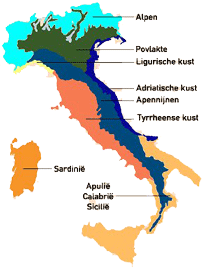 Alpen
Povlakte
Ligurische kust
Adriatische kust
Apennijnen
Tyrrheense kust
Sardinië
Apulië
Calabrië
Sicilië